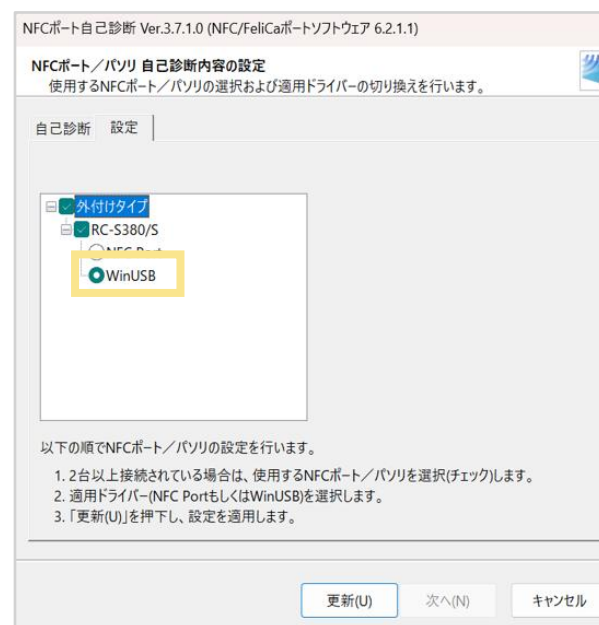 NFCポート自己診断 Ver.3.7.1.0 (NFC/FeliCaポートソフトウェア 6.2.1.1)
NFCポート／パソリ 自己診断内容の設定
使用するNFCポート／パソリの選択および適用ドライバーの切り換えを行います。
自己診断 設定
外付けタイプ
RC-S380/S
NFC Port
WinUSB
以下の順でNFCポート／パソリの設定を行います。
1. 2台以上接続されている場合は、使用するNFCポート／パソリを選択(チェック)します。
2. 適用ドライバー(NFC PortもしくはWinUSB)を選択します。
3. 「更新(U)」を押下し、設定を適用します。
更新(U) 次へ(N) キャンセル